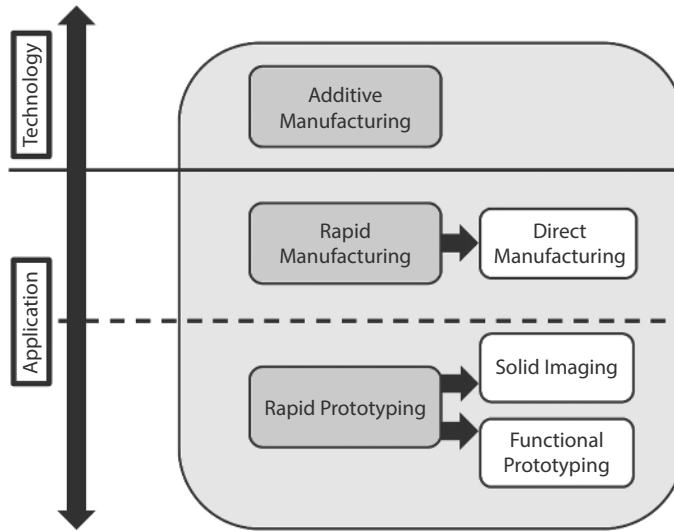 Technology
Additive
Manufacturing
Rapid
Manufacturing
Direct
Manufacturing
Application
Rapid Prototyping
Solid Imaging
Functional
Prototyping